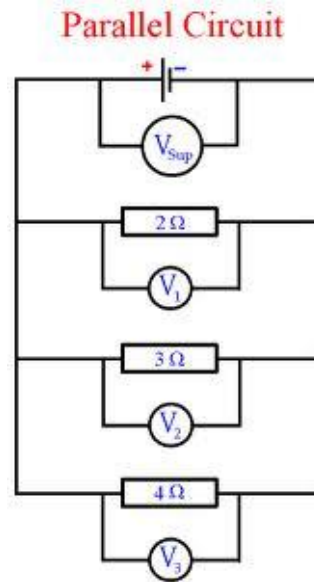 Parallel Circuit
+ −
VSup
2 Ω
V1
3 Ω
V2
4 Ω
V3